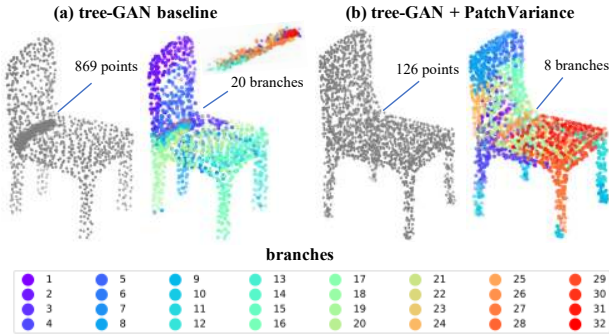 (a) tree-GAN baseline
(b) tree-GAN + PatchVariance
869 points
20 branches
126 points
8 branches
branches
1 5 9 13 17 21 25 29
2 6 10 14 18 22 26 30
3 7 11 15 19 23 27 31
4 8 12 16 20 24 28 32